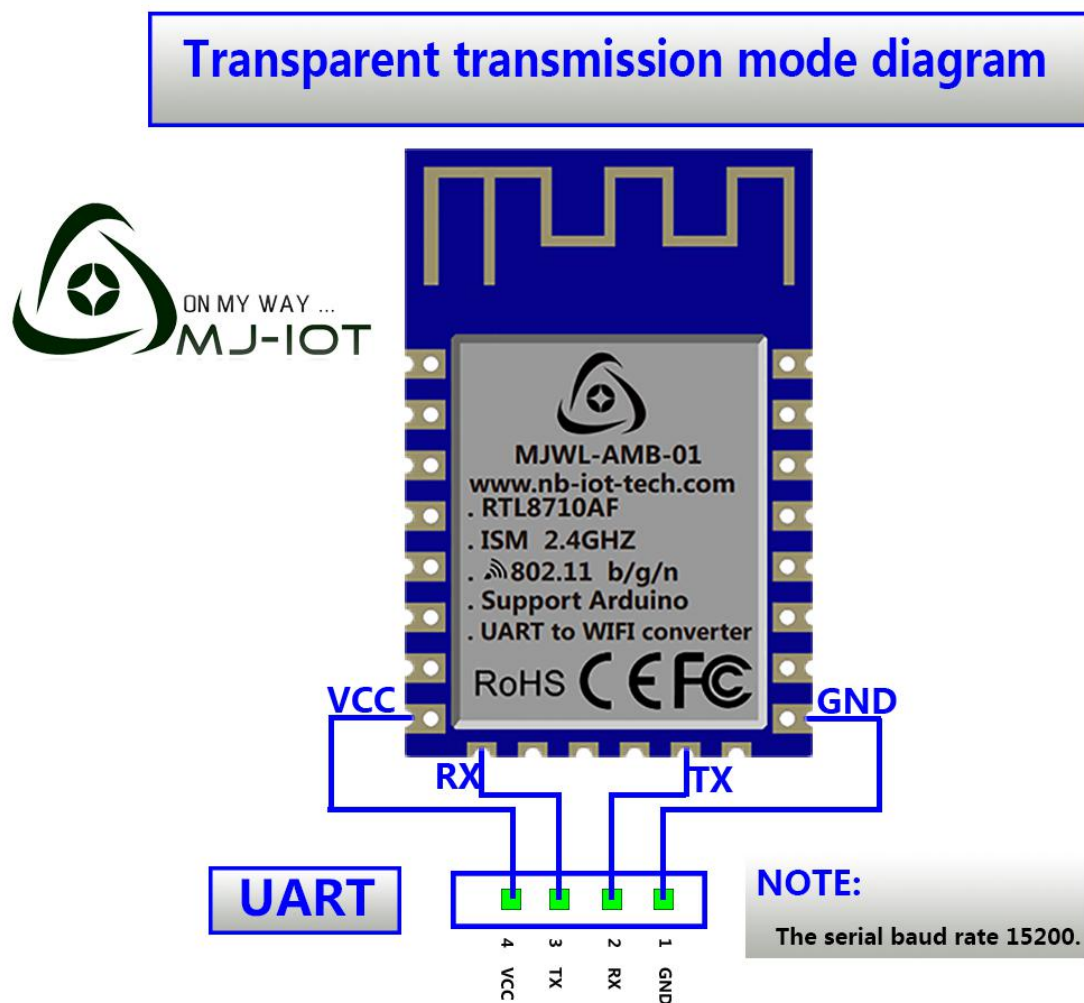 Transparent transmission mode diagram
ON MY WAY ...
MJ-IOT
MJWL-AMB-01
www.nb-iot-tech.com
. RTL8710AF
. ISM 2.4GHZ
. 802.11 b/g/n
. Support Arduino
. UART to WIFI converter
RoHS CE FC
VCC
GND
RX
TX
UART
4 VCC
3 TX
2 RX
1 GND
NOTE:
The serial baud rate 15200.